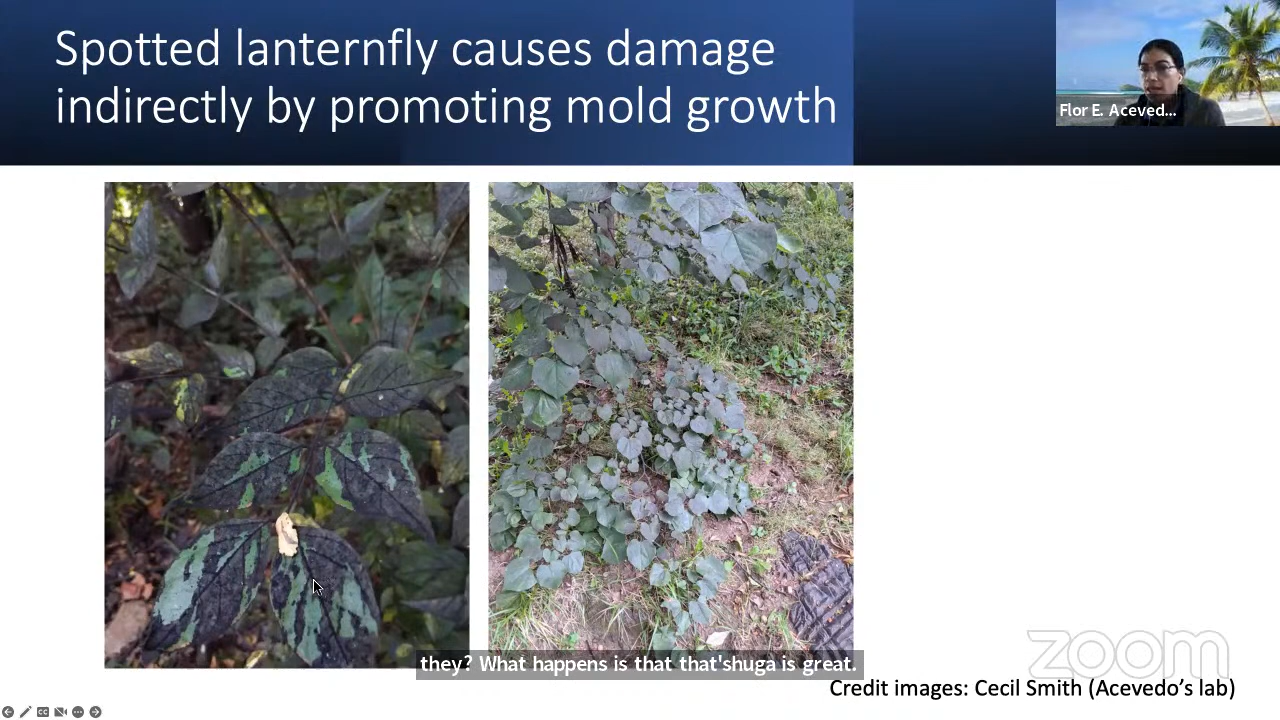 Spotted lanternfly causes damage
indirectly by promoting mold growth
Flor E. Aceved...
they? What happens is that that'shuga is great.
zoom
Credit images: Cecil Smith (Acevedo’s lab)
CC